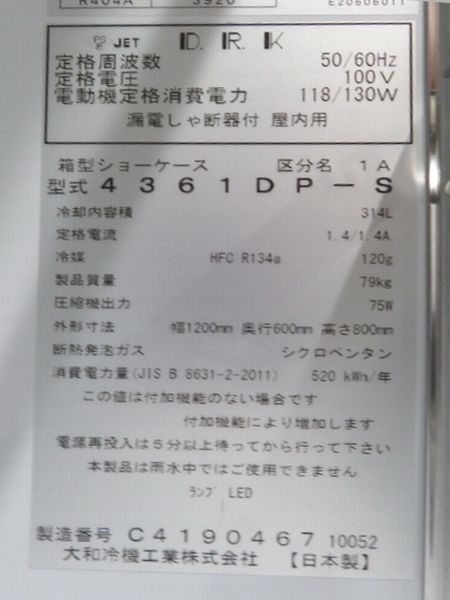 R404A 3920 E20606011
PS E JET D.R.K
定格周波数 50/60Hz
定格電圧 100V
電動機定格消費電力 118/130W
漏電しゃ断器付 屋内用
箱型ショーケース 区分名 1A
型式 4361DP-S
冷却内容積 314L
定格電流 1.4/1.4A
冷媒 HFC R134a 120g
製品質量 79kg
圧縮機出力 75W
外形寸法 幅1200mm 奥行600mm 高さ800mm
断熱発泡ガス シクロペンタン
消費電力量(JIS B 8631-2-2011) 520 kWh/年
この値は付加機能のない場合です
付加機能により増加します
電源再投入は5分以上待ってから行って下さい
本製品は雨水中ではご使用できません
ﾗﾝﾌﾟ LED
製造番号 C4190467 10052
大和冷機工業株式会社 【日本製】